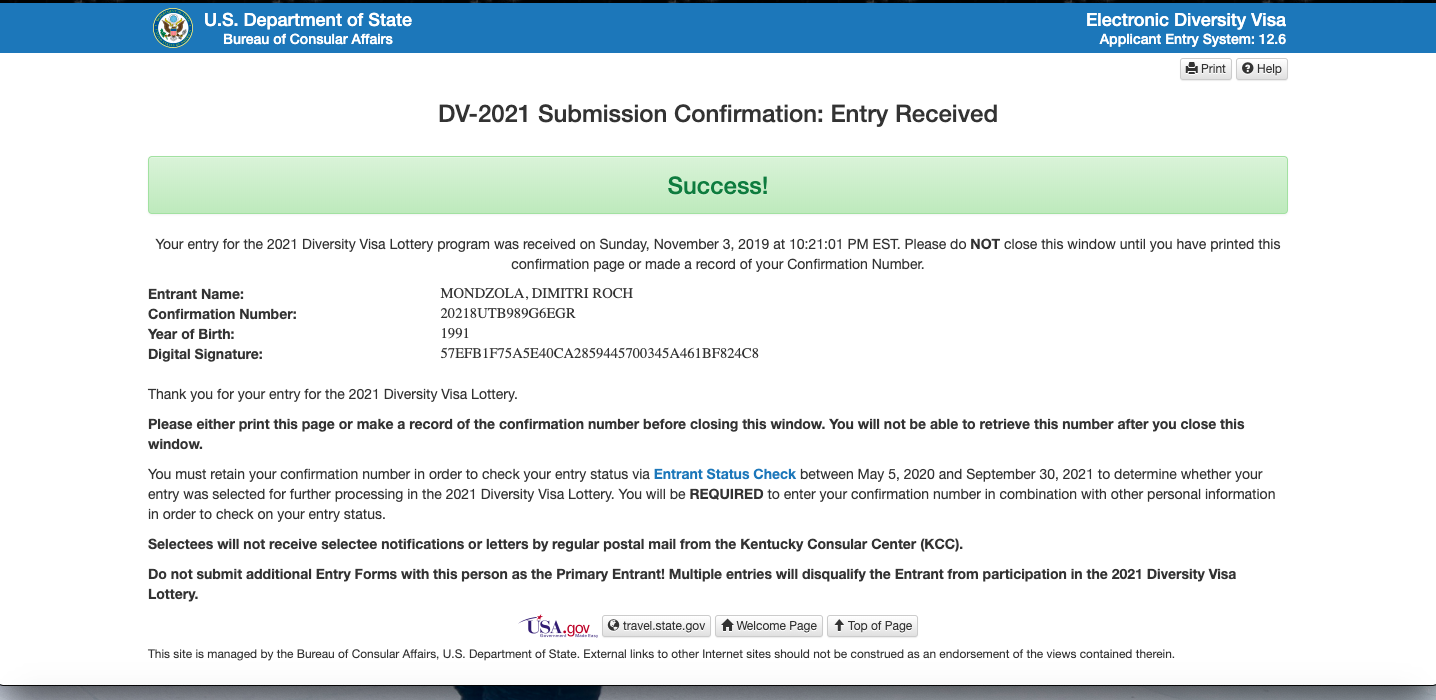 U.S. Department of State
Bureau of Consular Affairs
Electronic Diversity Visa
Applicant Entry System: 12.6
Print
Help
DV-2021 Submission Confirmation: Entry Received
Success!
Your entry for the 2021 Diversity Visa Lottery program was received on Sunday, November 3, 2019 at 10:21:01 PM EST. Please do NOT close this window until you have printed this
confirmation page or made a record of your Confirmation Number.
Entrant Name: MONDZOLA, DIMITRI ROCH
Confirmation Number: 20218UTB989G6EGR
Year of Birth: 1991
Digital Signature: 57EFB1F75A5E40CA2859445700345A461BF824C8
Thank you for your entry for the 2021 Diversity Visa Lottery.
Please either print this page or make a record of the confirmation number before closing this window. You will not be able to retrieve this number after you close this
window.
You must retain your confirmation number in order to check your entry status via Entrant Status Check between May 5, 2020 and September 30, 2021 to determine whether your
entry was selected for further processing in the 2021 Diversity Visa Lottery. You will be REQUIRED to enter your confirmation number in combination with other personal information
in order to check on your entry status.
Selectees will not receive selectee notifications or letters by regular postal mail from the Kentucky Consular Center (KCC).
Do not submit additional Entry Forms with this person as the Primary Entrant! Multiple entries will disqualify the Entrant from participation in the 2021 Diversity Visa
Lottery.
USA.gov
Government Made Easy
travel.state.gov
Welcome Page
Top of Page
This site is managed by the Bureau of Consular Affairs, U.S. Department of State. External links to other Internet sites should not be construed as an endorsement of the views contained therein.